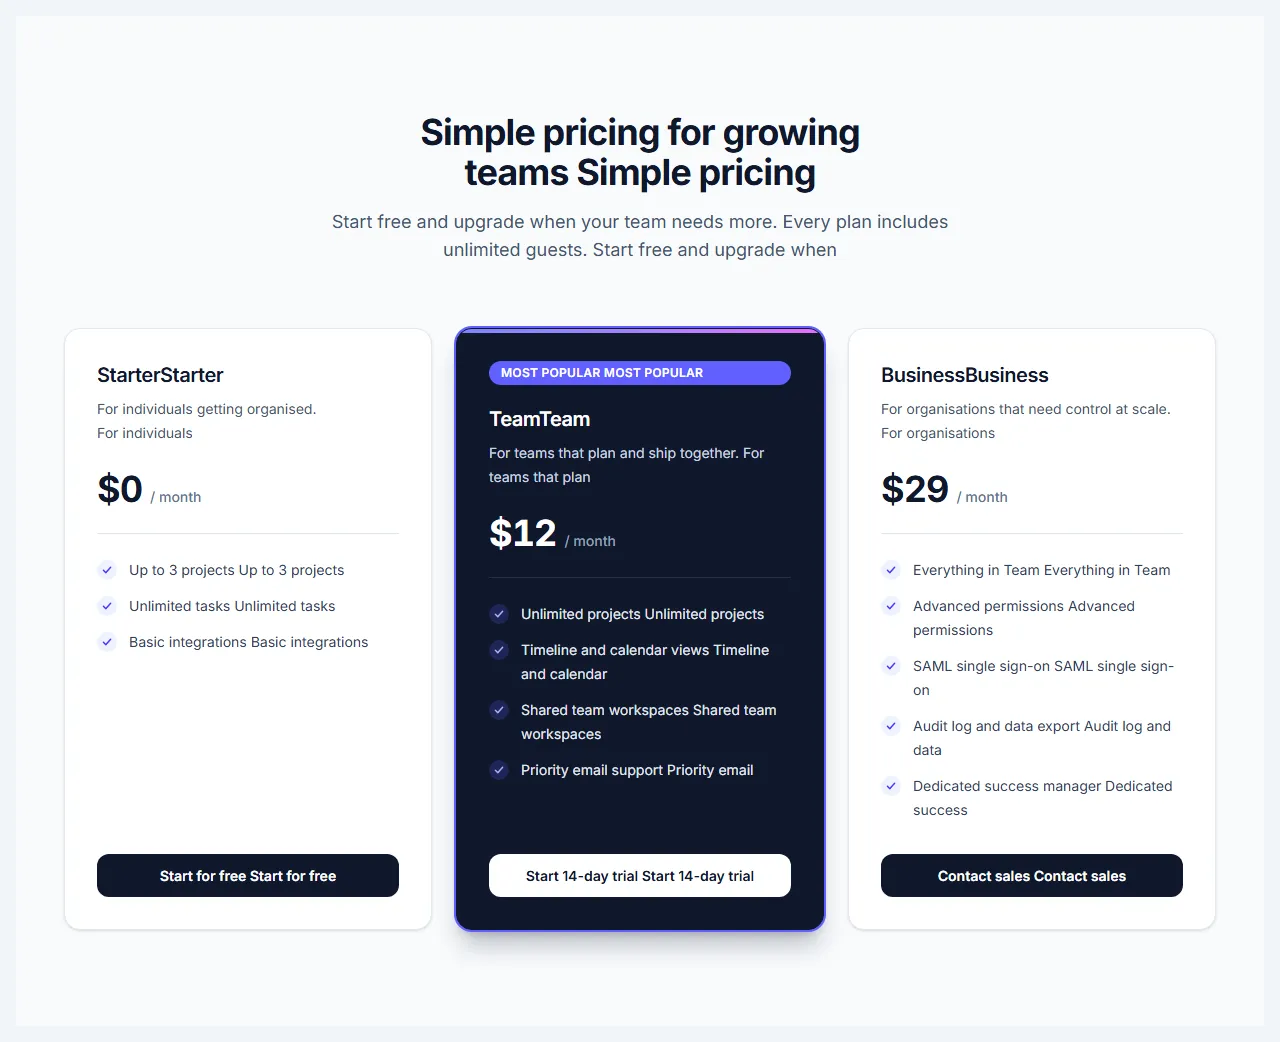 Simple pricing for growing
teams Simple pricing
Start free and upgrade when your team needs more. Every plan includes
unlimited guests. Start free and upgrade when
StarterStarter
For individuals getting organised.
For individuals
$0 / month
Up to 3 projects Up to 3 projects
Unlimited tasks Unlimited tasks
Basic integrations Basic integrations
Start for free Start for free
MOST POPULAR MOST POPULAR
TeamTeam
For teams that plan and ship together. For
teams that plan
$12 / month
Unlimited projects Unlimited projects
Timeline and calendar views Timeline
and calendar
Shared team workspaces Shared team
workspaces
Priority email support Priority email
Start 14-day trial Start 14-day trial
BusinessBusiness
For organisations that need control at scale.
For organisations
$29 / month
Everything in Team Everything in Team
Advanced permissions Advanced
permissions
SAML single sign-on SAML single sign-
on
Audit log and data export Audit log and
data
Dedicated success manager Dedicated
success
Contact sales Contact sales